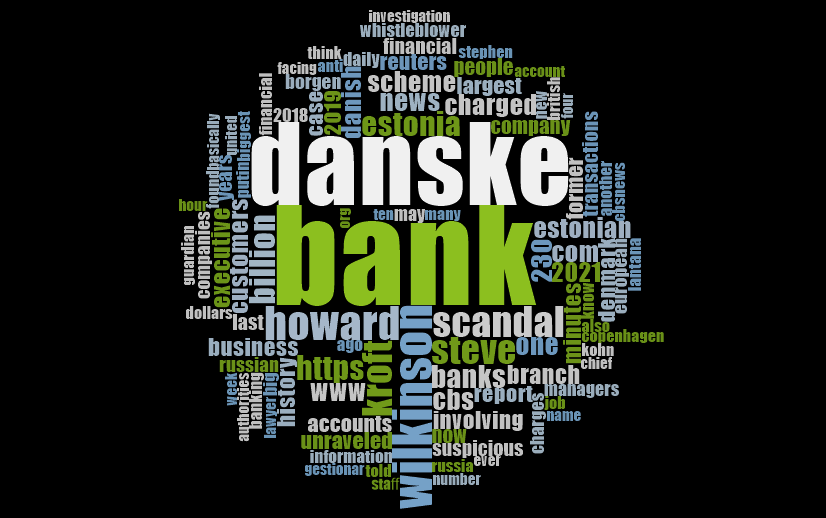 investigation
whistleblower
financial
think
daily
reuters
stephen
facing
anti
people
account
borgen
scheme
largest
financial
case
2019
danish
news
charged
new
british
four
2018
estonia
company
danske
foundbasically
united
years
putinbiggest
former
transactions
another
cbsnews
hour
org
ten
may
many
bank
guardian
companies
executive
customers
billion
estonian
230
com
2021
denmark
european
lantana
dollars
last
howard
wilkinson
scandal
minutes
know
also
copenhagen
business
ago
steve
one
kohn
chief
russian
https
kroft
history
www
banks
branch
managers
week
authorities
banking
lawyer
big
cbs
report
job
name
charges
accounts
involving
unraveled
now
suspicious
information
ever
gestionar
told
russia
staff
number